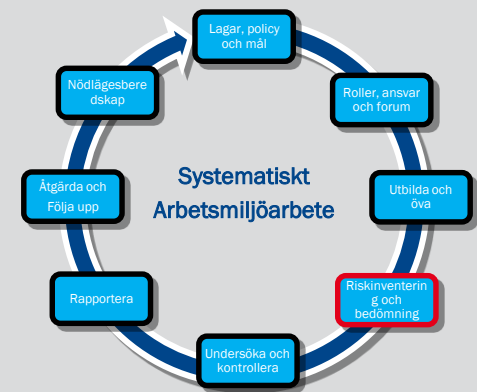 Lagar, policy
och mål
Roller, ansvar
och forum
Utbilda och
öva
Riskinventerin
g och
bedömning
Undersöka och
kontrollera
Rapportera
Åtgärda och
Följa upp
Nödlägesbere
dskap
Systematiskt
Arbetsmiljöarbete